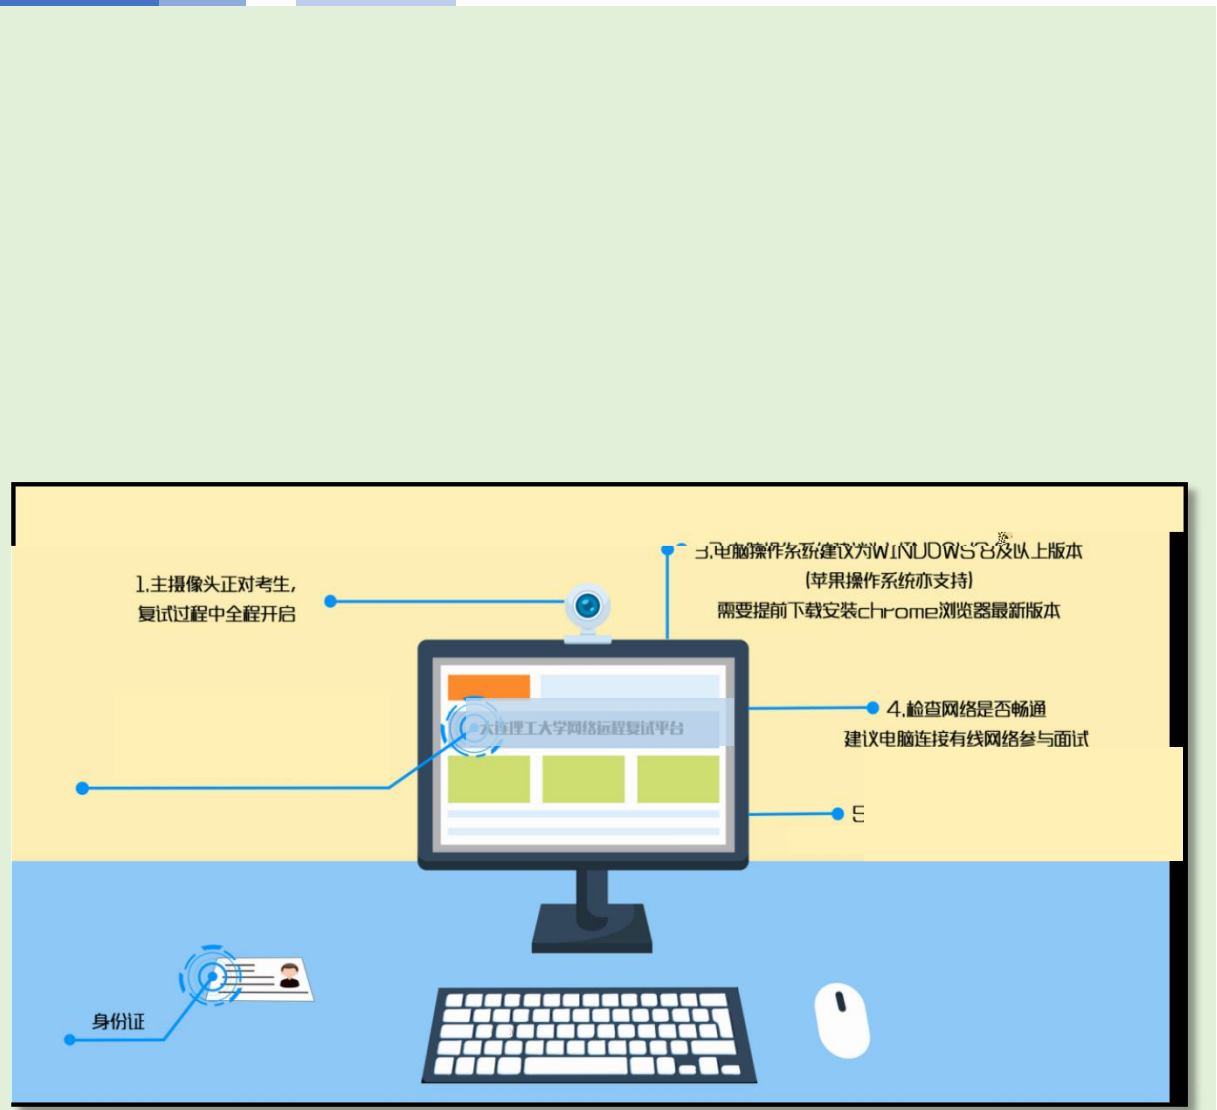 1.主摄像头正对考生,
复试过程中全程开启
3.电脑操作系统建议为WINDOWS 8及以上版本
(苹果操作系统亦支持)
需要提前下载安装chrome浏览器最新版本
大连理工大学网络远程复试平台
4.检查网络是否畅通
建议电脑连接有线网络参与面试
身份证